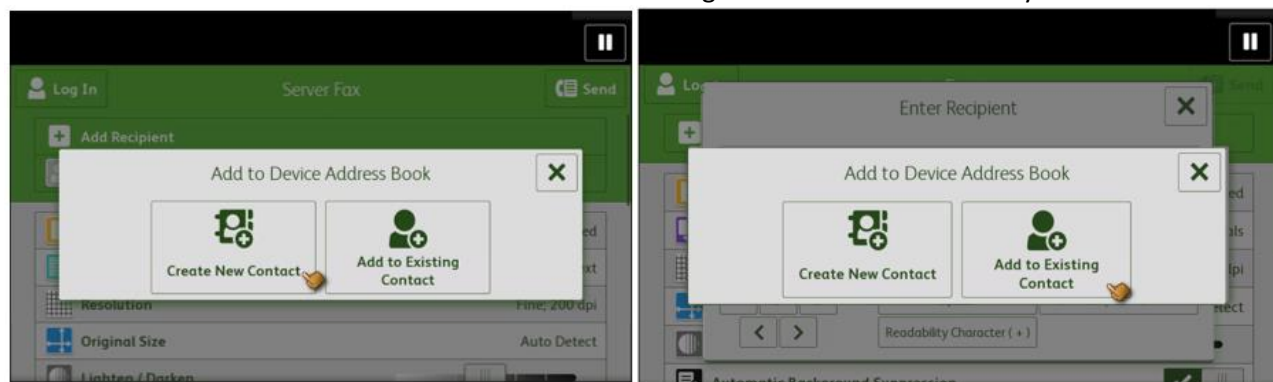 Log In
Server Fax
Send
Add Recipient
Add to Device Address Book
Create New Contact
Add to Existing
Contact
Resolution
Fine; 200 dpi
Original Size
Auto Detect
Lighten / Darken
Enter Recipient
Send
Add to Device Address Book
Create New Contact
Add to Existing
Contact
Readability Character ( + )
Automatic Background Suppression